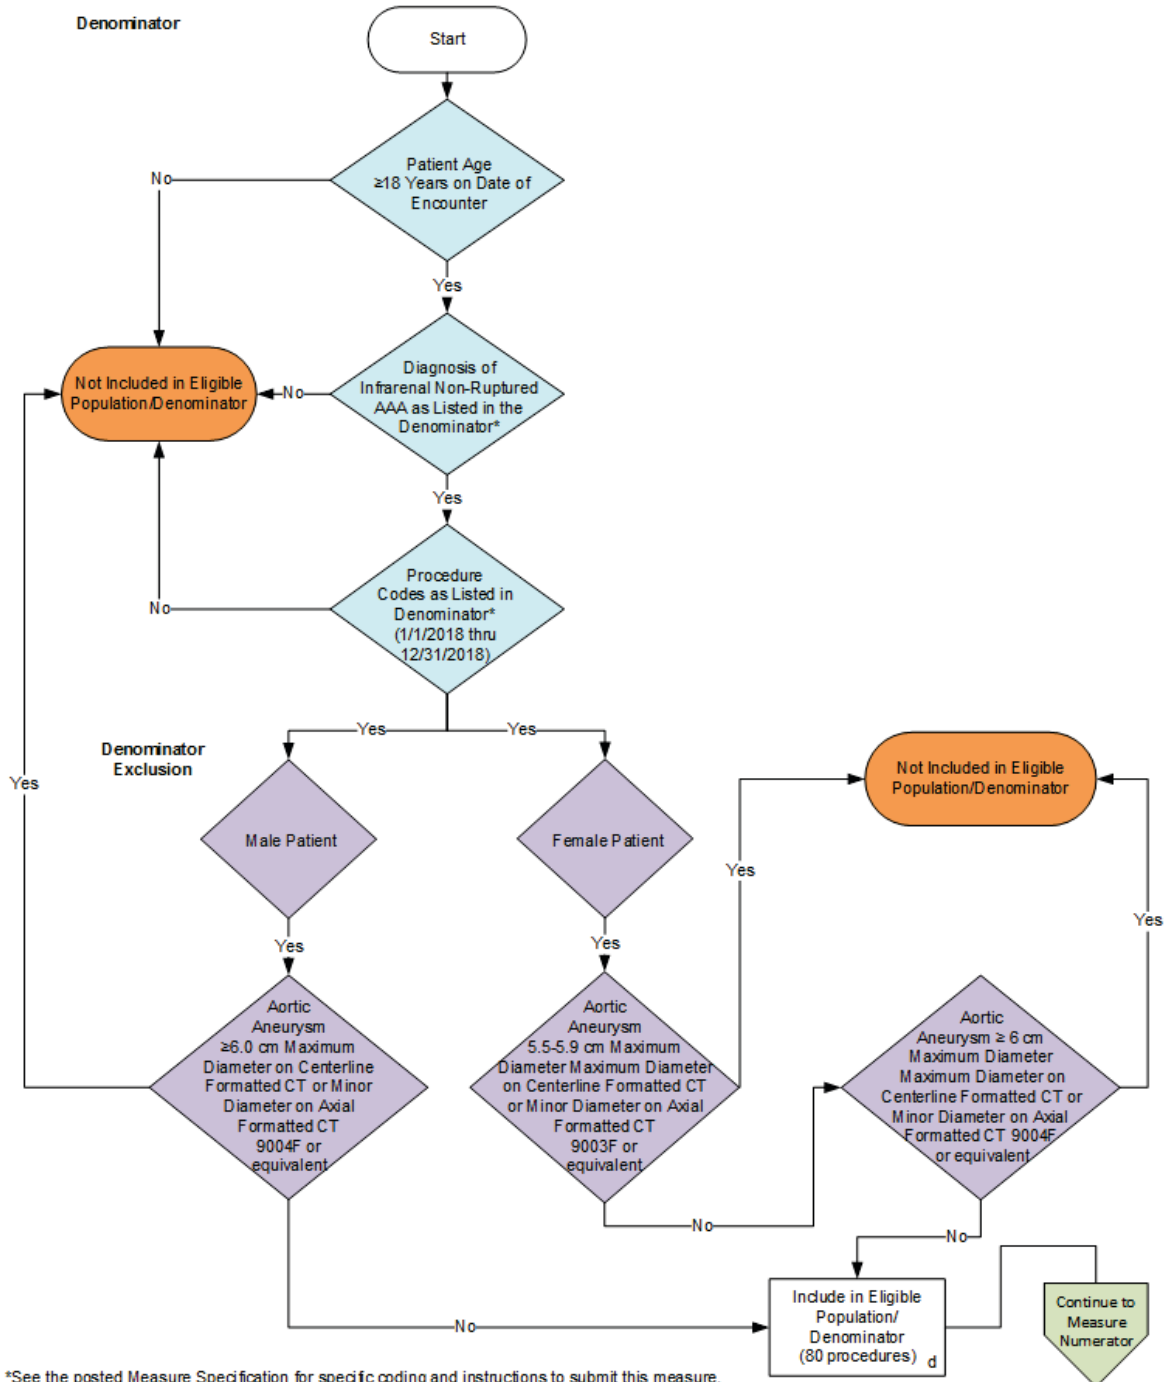 Denominator
Start
Patient Age
≥18 Years on Date of
Encounter
No
Yes
Not Included in Eligible
Population/Denominator
No
Diagnosis of
Infrarenal Non-Ruptured
AAA as Listed in the
Denominator*
Yes
Procedure
Codes as Listed in
Denominator*
(1/1/2018 thru
12/31/2018)
No
Yes
Yes
Denominator
Exclusion
Yes
Male Patient
Female Patient
Not Included in Eligible
Population/Denominator
Yes
Yes
Yes
Yes
Aortic
Aneurysm
≥6.0 cm Maximum
Diameter on Centerline
Formatted CT or Minor
Diameter on Axial
Formatted CT
9004F or
equivalent
Aortic
Aneurysm
5.5-5.9 cm Maximum
Diameter Maximum Diameter
on Centerline Formatted CT
or Minor Diameter on Axial
Formatted CT
9003F or
equivalent
Aortic
Aneurysm ≥ 6 cm
Maximum Diameter
Maximum Diameter on
Centerline Formatted CT or
Minor Diameter on Axial
Formatted CT 9004F
or equivalent
No
No
No
Include in Eligible
Population/
Denominator
(80 procedures) d
Continue to
Measure
Numerator
*See the posted Measure Specification for specific coding and instructions to submit this measure.